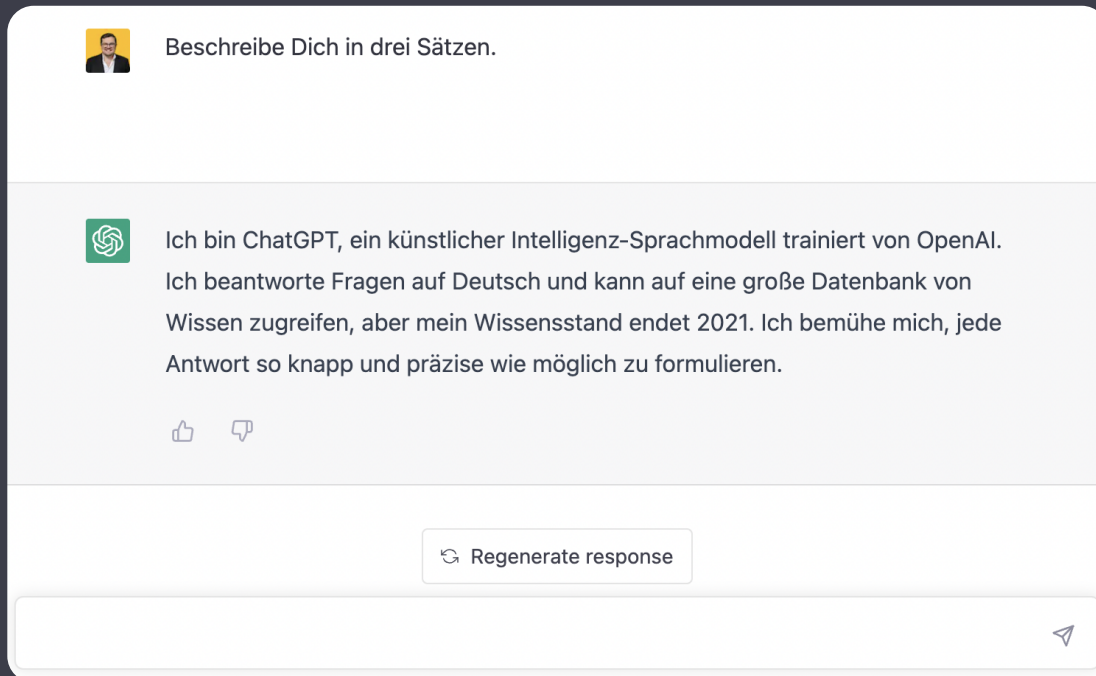 Beschreibe Dich in drei Sätzen.
Ich bin ChatGPT, ein künstlicher Intelligenz-Sprachmodell trainiert von OpenAI.
Ich beantworte Fragen auf Deutsch und kann auf eine große Datenbank von
Wissen zugreifen, aber mein Wissensstand endet 2021. Ich bemühe mich, jede
Antwort so knapp und präzise wie möglich zu formulieren.
Regenerate response